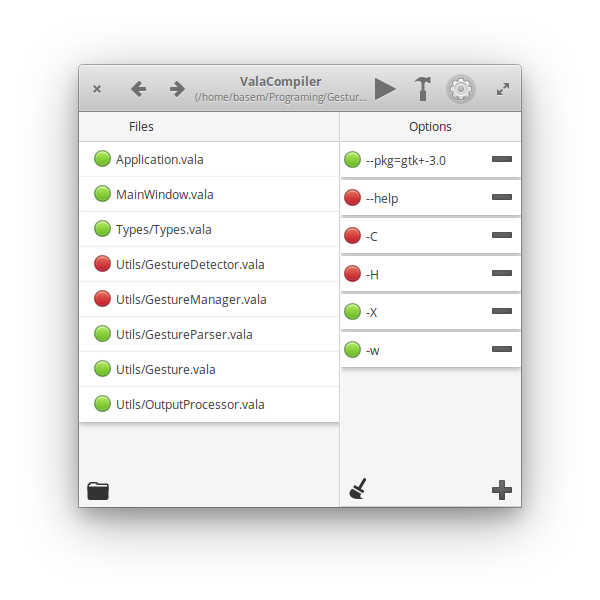 ValaCompiler
(/home/basem/Programing/Gestur...
Files
Options
Application.vala
MainWindow.vala
Types/Types.vala
Utils/GestureDetector.vala
Utils/GestureManager.vala
Utils/GestureParser.vala
Utils/Gesture.vala
Utils/OutputProcessor.vala
--pkg=gtk+-3.0
--help
-C
-H
-X
-w